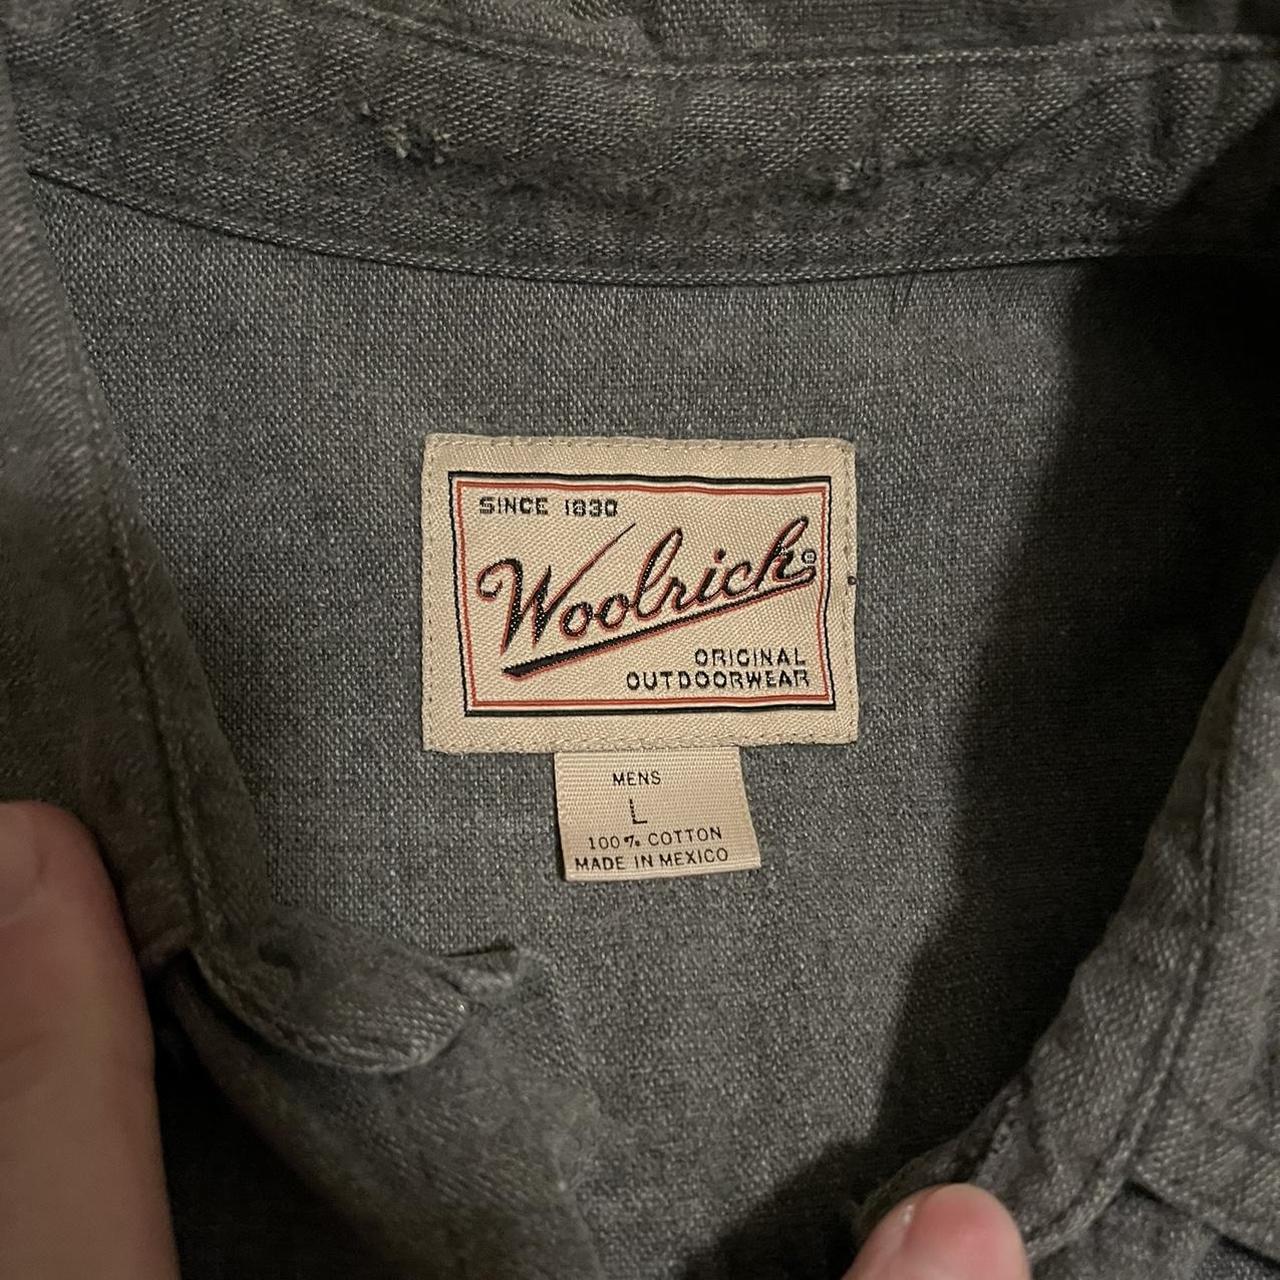 SINCE 1830
Woolrich®
ORIGINAL
OUTDOORWEAR
MENS
L
100% COTTON
MADE IN MEXICO